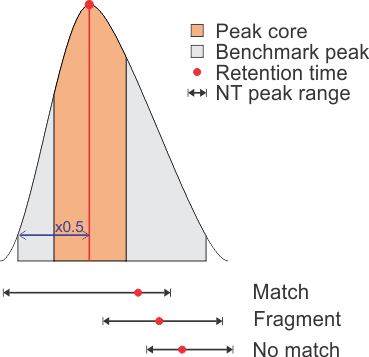 Peak core
Benchmark peak
Retention time
NT peak range
x0.5
Match
Fragment
No match